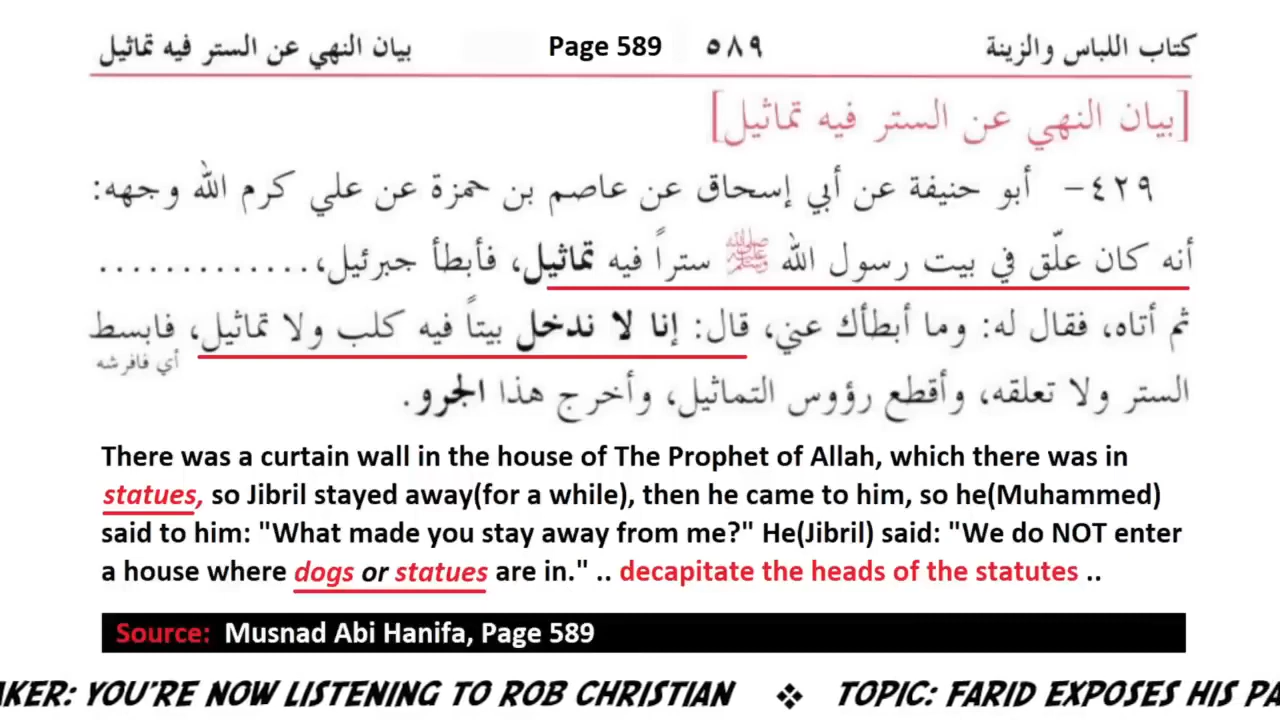 كتاب اللباس والزينة ٥٨٩ Page 589 بيان النهي عن الستر فيه تماثيل
[بيان النهي عن الستر فيه تماثيل]
٤٢٩- أبو حنيفة عن أبي إسحاق عن عاصم بن حمزة عن علي كرم الله وجهه:
أنه كان علّق في بيت رسول الله ﷺ ستراً فيه تماثيل، فأبطأ جبرئيل، .............
ثم أتاه، فقال له: وما أبطأك عني، قال: إنا لا ندخل بيتاً فيه كلب ولا تماثيل، فابسط
أي فافرشه
الستر ولا تعلقه، وأقطع رؤوس التماثيل، وأخرج هذا الجرو.
There was a curtain wall in the house of The Prophet of Allah, which there was in
statues, so Jibril stayed away(for a while), then he came to him, so he(Muhammed)
said to him: "What made you stay away from me?" He(Jibril) said: "We do NOT enter
a house where dogs or statues are in." .. decapitate the heads of the statutes ..
Source: Musnad Abi Hanifa, Page 589
AKER: YOU'RE NOW LISTENING TO ROB CHRISTIAN ❖ TOPIC: FARID EXPOSES HIS PA